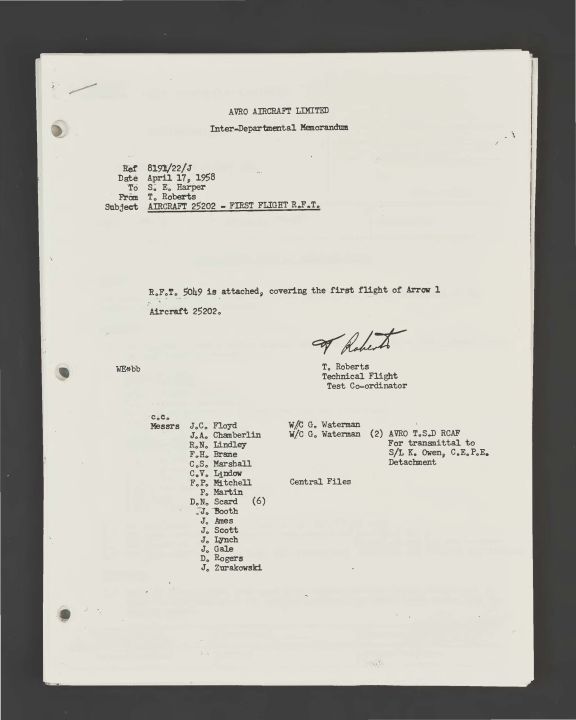 AVRO AIRCRAFT LIMITED
Inter-Departmental Memorandum
Ref 8191/22/J
Date April 17, 1958
To S. E. Harper
From T. Roberts
Subject AIRCRAFT 25202 - FIRST FLIGHT R.F.T.
R.F.T. 5049 is attached, covering the first flight of Arrow 1
Aircraft 25202.
T Roberts
WE*bb
T. Roberts
Technical Flight
Test Co-ordinator
c.c.
Messrs J.C. Floyd W/C G. Waterman
J.A. Chamberlin W/C G. Waterman (2) AVRO T.S.D RCAF
R.N. Lindley For transmittal to
F.H. Brane S/L K. Owen, C.E.P.E.
C.S. Marshall Detachment
C.V. Lindow
F.P. Mitchell Central Files
P. Martin
D.N. Scard (6)
J. Booth
J. Ames
J. Scott
J. Lynch
J. Gale
D. Rogers
J. Zurakowski